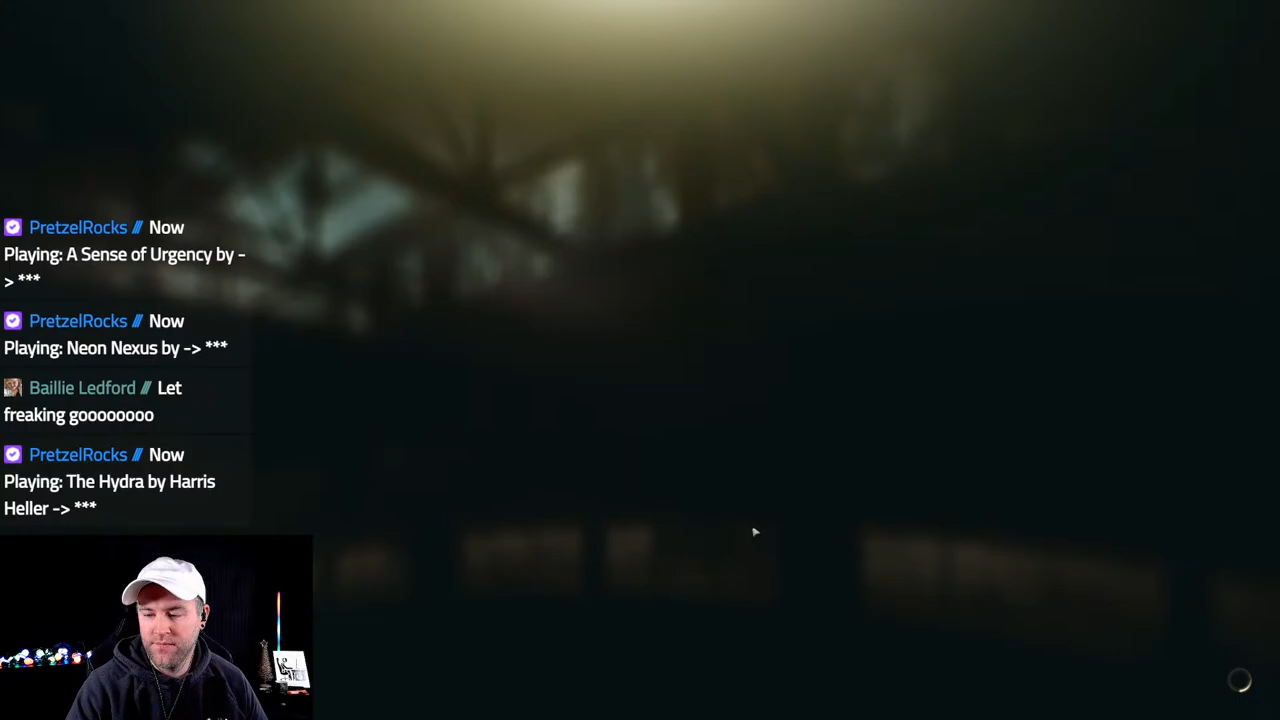 PretzelRocks /// Now
Playing: A Sense of Urgency by -
> ***
PretzelRocks /// Now
Playing: Neon Nexus by -> ***
Baillie Ledford /// Let
freaking goooooooo
PretzelRocks /// Now
Playing: The Hydra by Harris
Heller -> ***